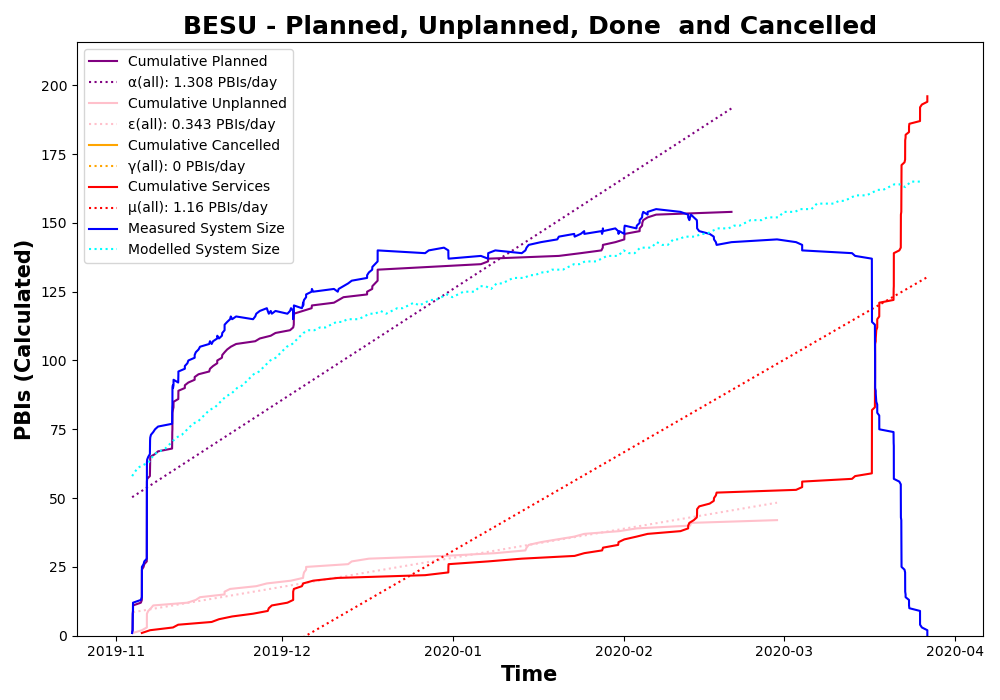 BESU - Planned, Unplanned, Done  and Cancelled
Cumulative Planned
α(all): 1.308 PBIs/day
Cumulative Unplanned
ε(all): 0.343 PBIs/day
Cumulative Cancelled
γ(all): 0 PBIs/day
Cumulative Services
μ(all): 1.16 PBIs/day
Measured System Size
Modelled System Size
PBIs (Calculated)
200
175
150
125
100
75
50
25
0
2019-11
2019-12
2020-01
2020-02
2020-03
2020-04
Time